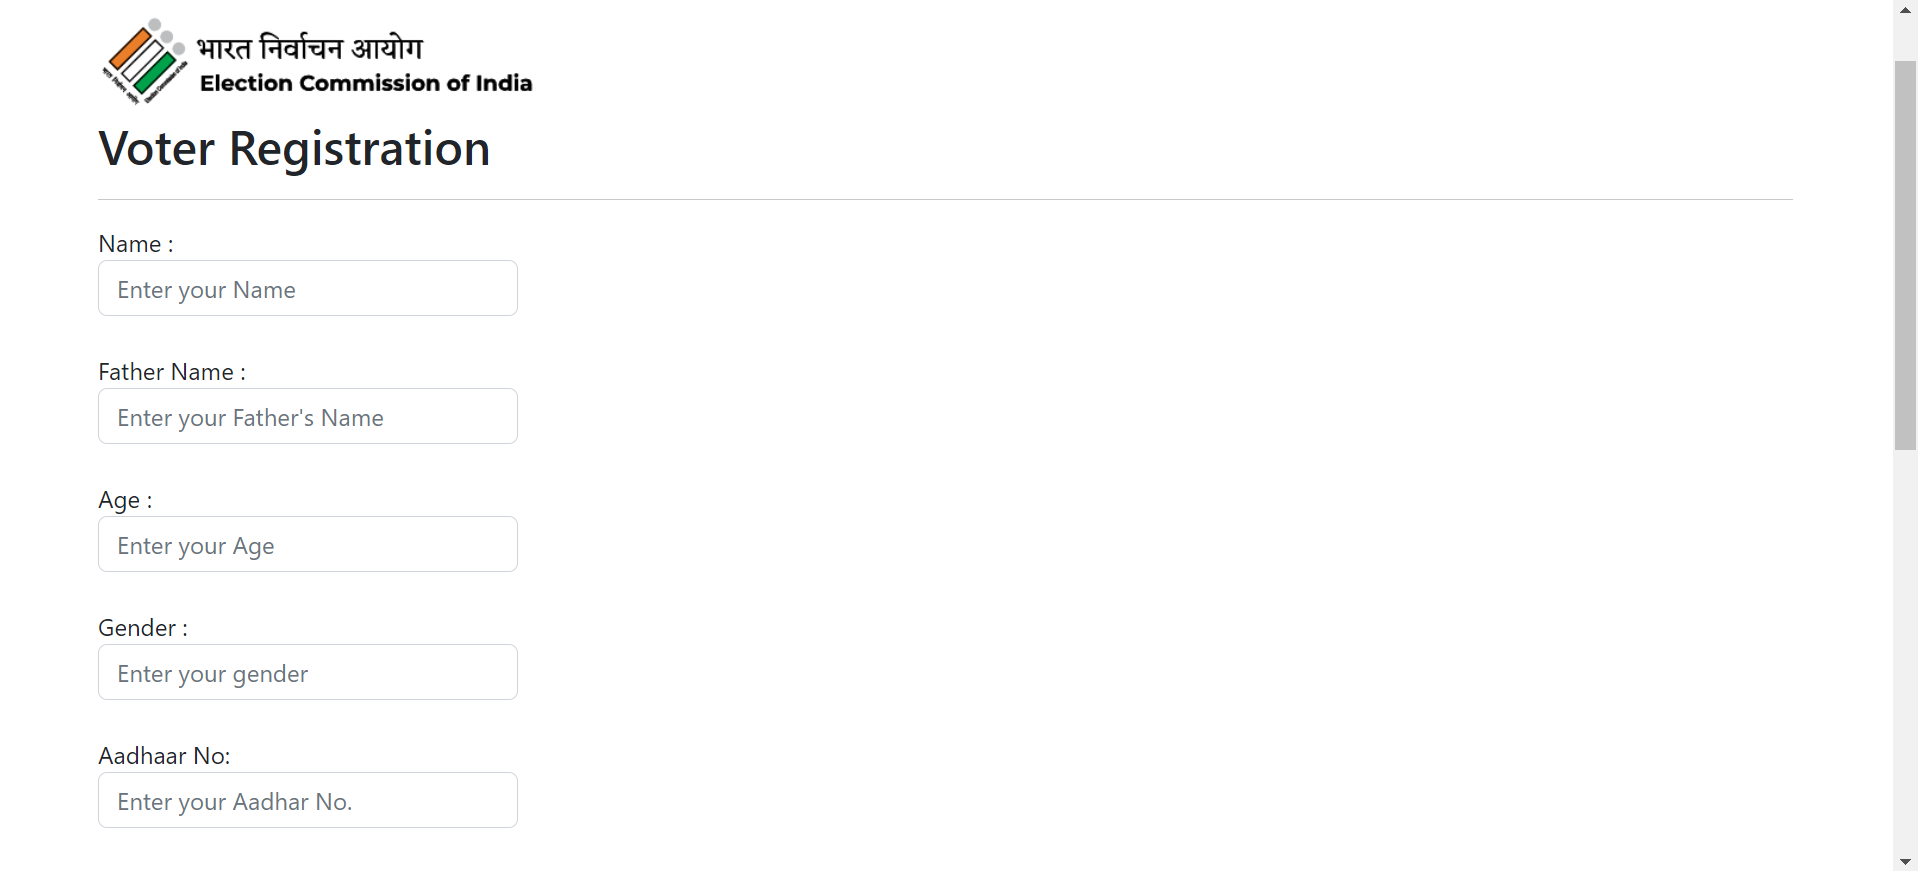 भारत निर्वाचन आयोग
Election Commission of India
Voter Registration
Name :
Enter your Name
Father Name :
Enter your Father's Name
Age :
Enter your Age
Gender :
Enter your gender
Aadhaar No:
Enter your Aadhar No.